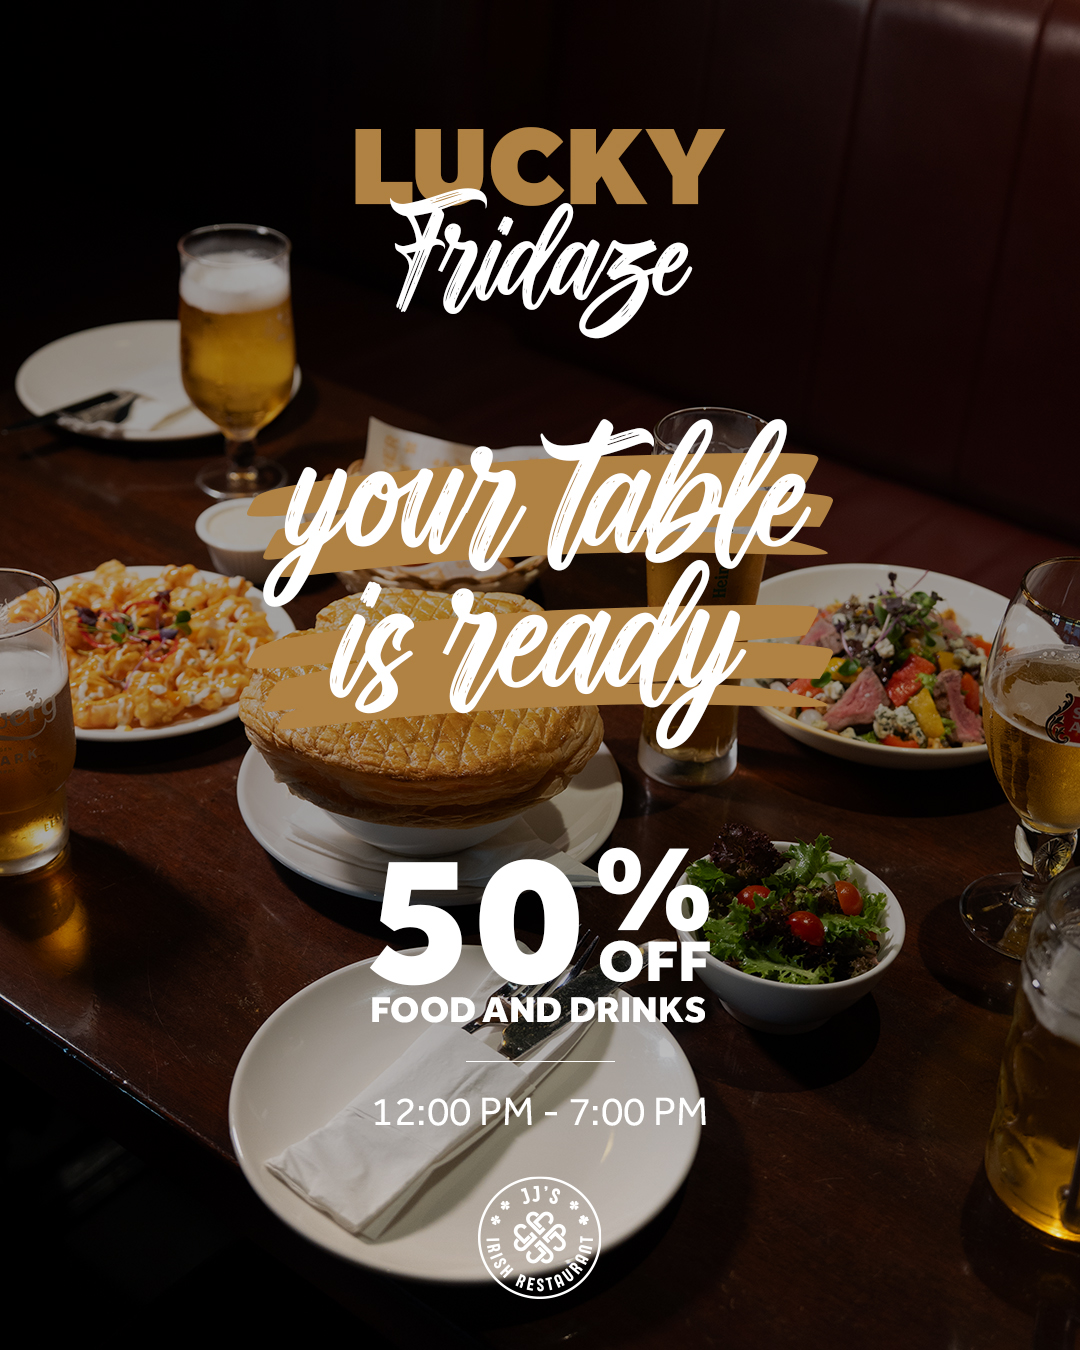 LUCKY
Fridaze
your table
is ready
50% OFF
FOOD AND DRINKS
12:00 PM - 7:00 PM
JJ'S
IRISH RESTAURANT